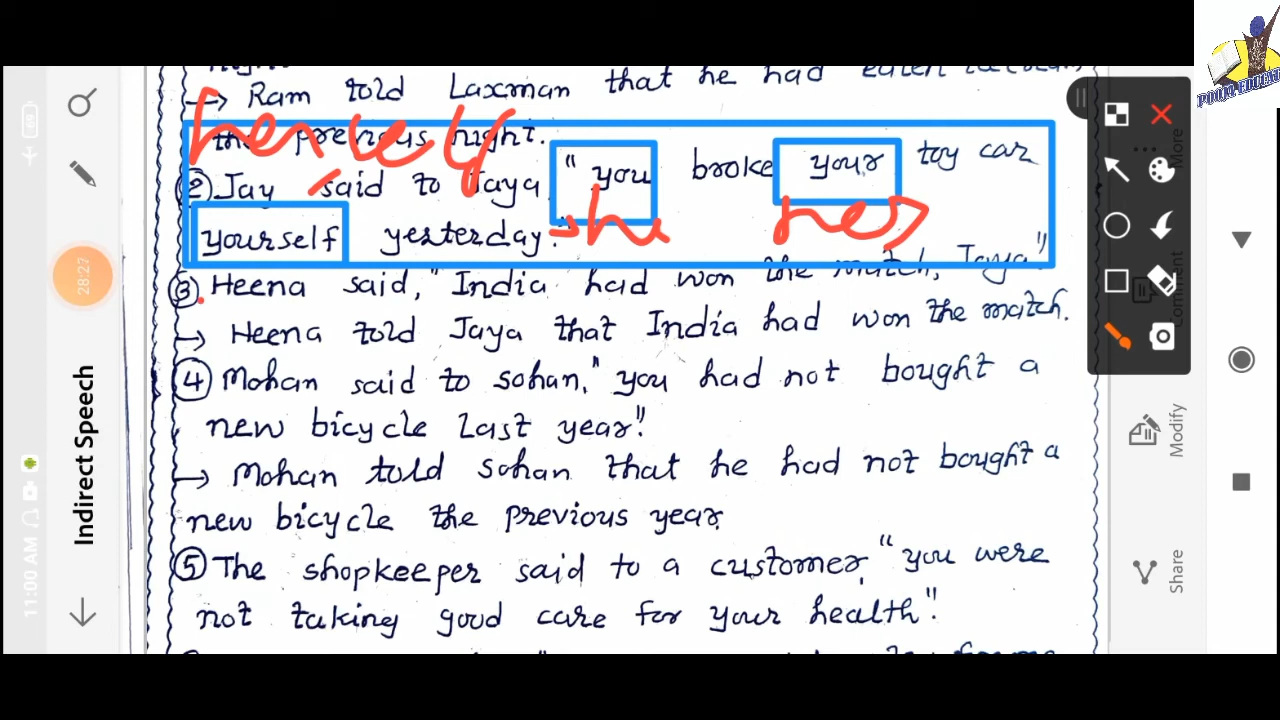 → Ram told Laxman that he had eaten
the previous night.
herself
② Jay said to Jaya "you broke your toy car
she her
yourself yesterday."
③ Heena said, "India had won the match, Jaya"
→ Heena told Jaya that India had won the match.
④ Mohan said to sohan, "you had not bought a
new bicycle last year".
→ Mohan told sohan that he had not bought a
new bicycle the previous year.
⑤ The shopkeeper said to a customer, "you were
not taking good care for your health".
Indirect Speech
11:00 AM
28:27
69
More
Comment
Modify
Share